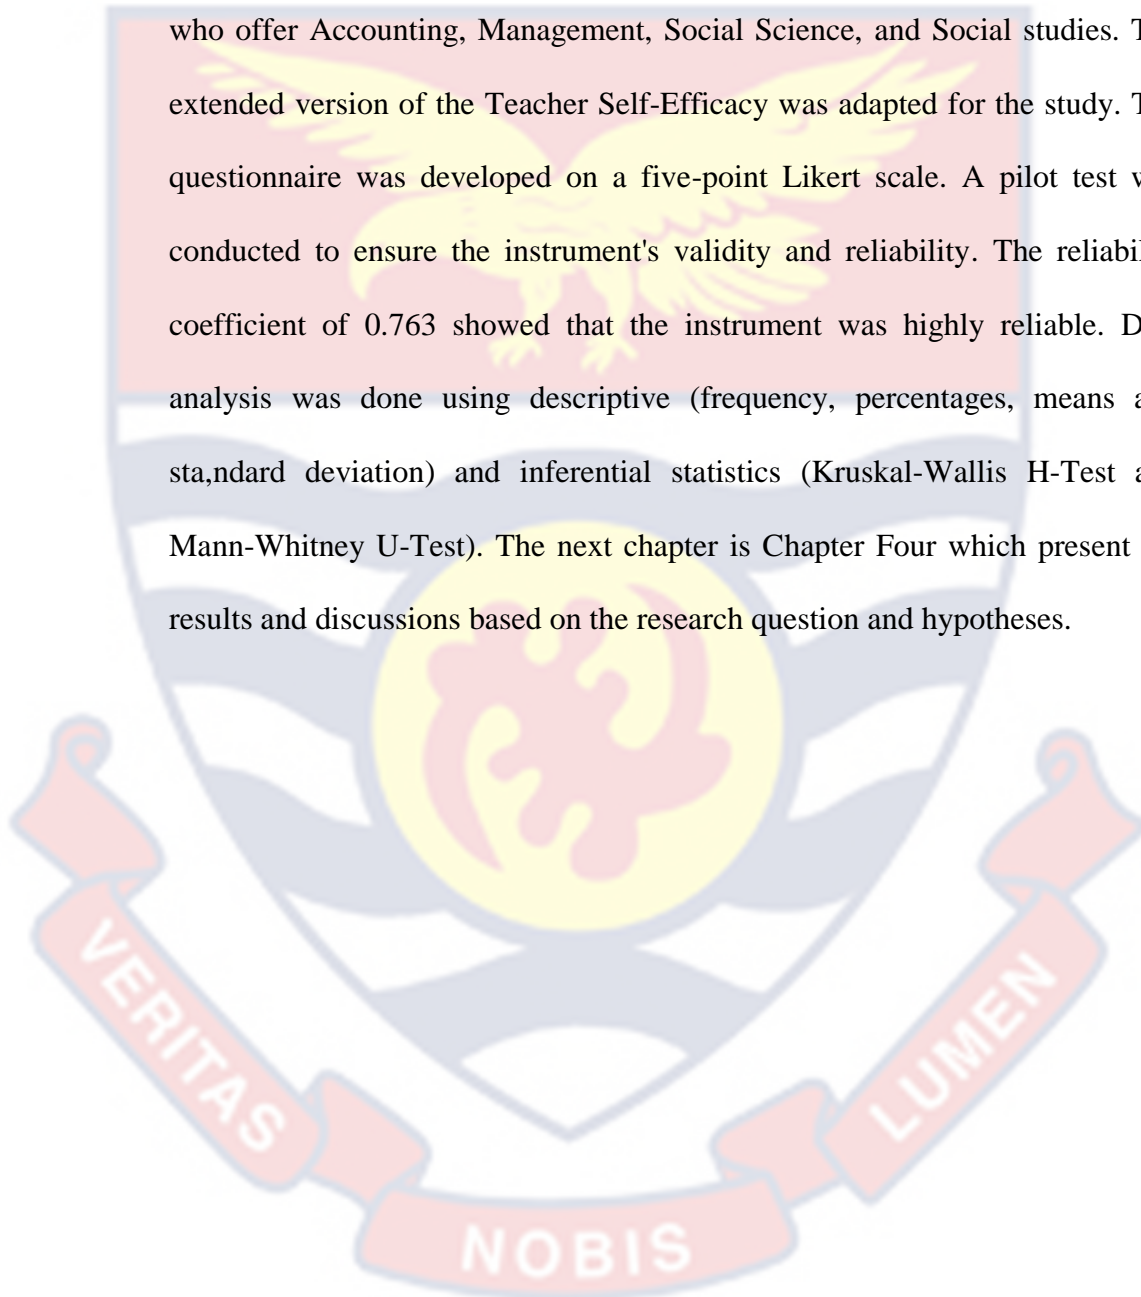 who offer Accounting, Management, Social Science, and Social studies. T
extended version of the Teacher Self-Efficacy was adapted for the study. T
questionnaire was developed on a five-point Likert scale. A pilot test w
conducted to ensure the instrument's validity and reliability. The reliabil
coefficient of 0.763 showed that the instrument was highly reliable. D
analysis was done using descriptive (frequency, percentages, means a
sta,ndard deviation) and inferential statistics (Kruskal-Wallis H-Test a
Mann-Whitney U-Test). The next chapter is Chapter Four which present
results and discussions based on the research question and hypotheses.
VERITAS
NOBIS
LUMEN